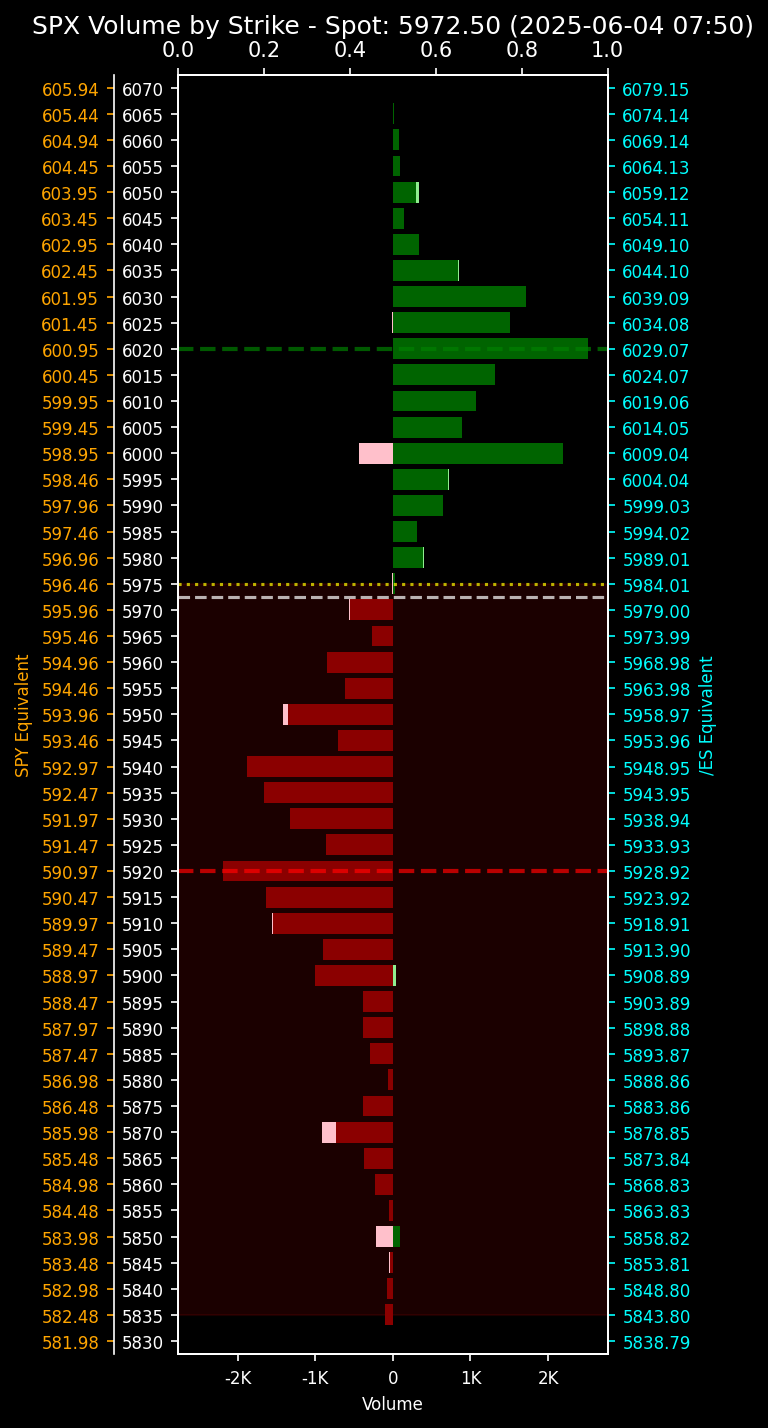 SPX Volume by Strike - Spot: 5972.50 (2025-06-04 07:50)
0.0 0.2 0.4 0.6 0.8 1.0
605.94 6070 6079.15
605.44 6065 6074.14
604.94 6060 6069.14
604.45 6055 6064.13
603.95 6050 6059.12
603.45 6045 6054.11
602.95 6040 6049.10
602.45 6035 6044.10
601.95 6030 6039.09
601.45 6025 6034.08
600.95 6020 6029.07
600.45 6015 6024.07
599.95 6010 6019.06
599.45 6005 6014.05
598.95 6000 6009.04
598.46 5995 6004.04
597.96 5990 5999.03
597.46 5985 5994.02
596.96 5980 5989.01
596.46 5975 5984.01
595.96 5970 5979.00
595.46 5965 5973.99
594.96 5960 5968.98
594.46 5955 5963.98
593.96 5950 5958.97
593.46 5945 5953.96
592.97 5940 5948.95
592.47 5935 5943.95
591.97 5930 5938.94
591.47 5925 5933.93
590.97 5920 5928.92
590.47 5915 5923.92
589.97 5910 5918.91
589.47 5905 5913.90
588.97 5900 5908.89
588.47 5895 5903.89
587.97 5890 5898.88
587.47 5885 5893.87
586.98 5880 5888.86
586.48 5875 5883.86
585.98 5870 5878.85
585.48 5865 5873.84
584.98 5860 5868.83
584.48 5855 5863.83
583.98 5850 5858.82
583.48 5845 5853.81
582.98 5840 5848.80
582.48 5835 5843.80
581.98 5830 5838.79
SPY Equivalent
/ES Equivalent
-2K -1K 0 1K 2K
Volume